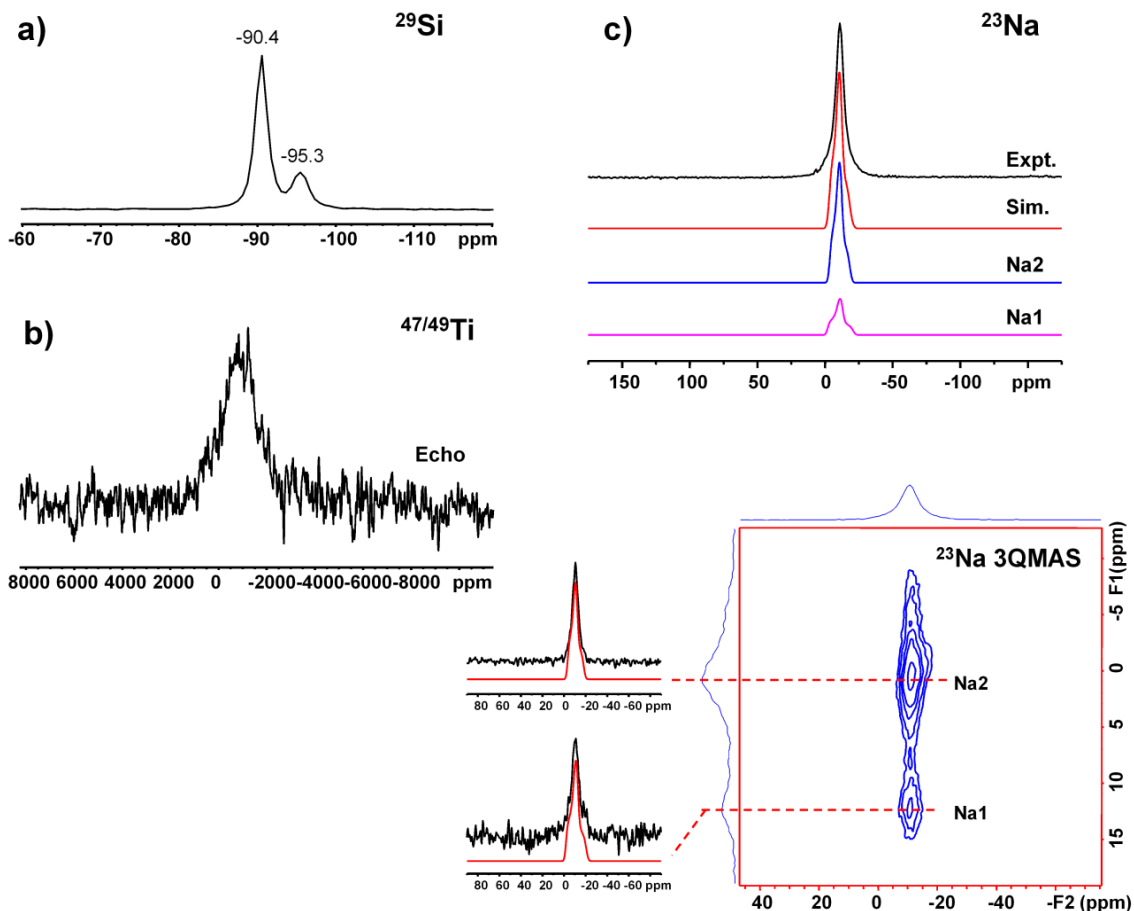 a)
²⁹Si
-90.4
-95.3
-60 -70 -80 -90 -100 -110 ppm
b)
⁴⁷/⁴⁹Ti
Echo
8000 6000 4000 2000 0 -2000 -4000 -6000 -8000 ppm
c)
²³Na
Expt.
Sim.
Na2
Na1
150 100 50 0 -50 -100 ppm
80 60 40 20 0 -20 -40 -60 ppm
80 60 40 20 0 -20 -40 -60 ppm
²³Na 3QMAS
Na2
Na1
F1(ppm)
-5
0
5
10
15
40 20 0 -20 -40 -F2 (ppm)